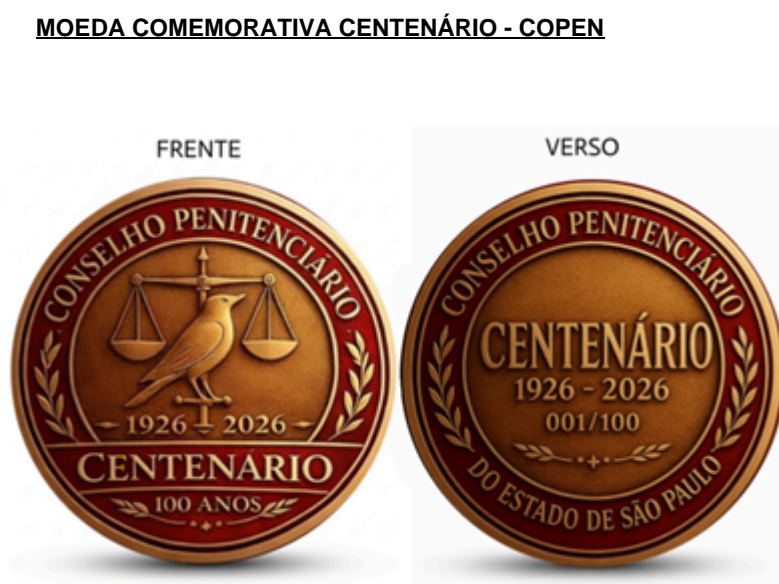 MOEDA COMEMORATIVA CENTENÁRIO - COPEN
FRENTE
CONSELHO PENITENCIÁRIO
1926 2026
CENTENÁRIO
100 ANOS
VERSO
CONSELHO PENITENCIÁRIO
CENTENÁRIO
1926 - 2026
001/100
DO ESTADO DE SÃO PAULO